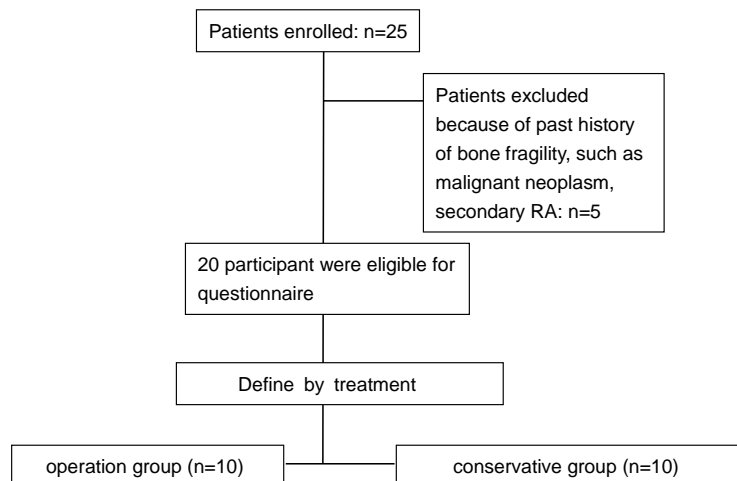 Patients enrolled: n=25
Patients excluded
because of past history
of bone fragility, such as
malignant neoplasm,
secondary RA: n=5
20 participant were eligible for
questionnaire
Define by treatment
operation group (n=10)
conservative group (n=10)